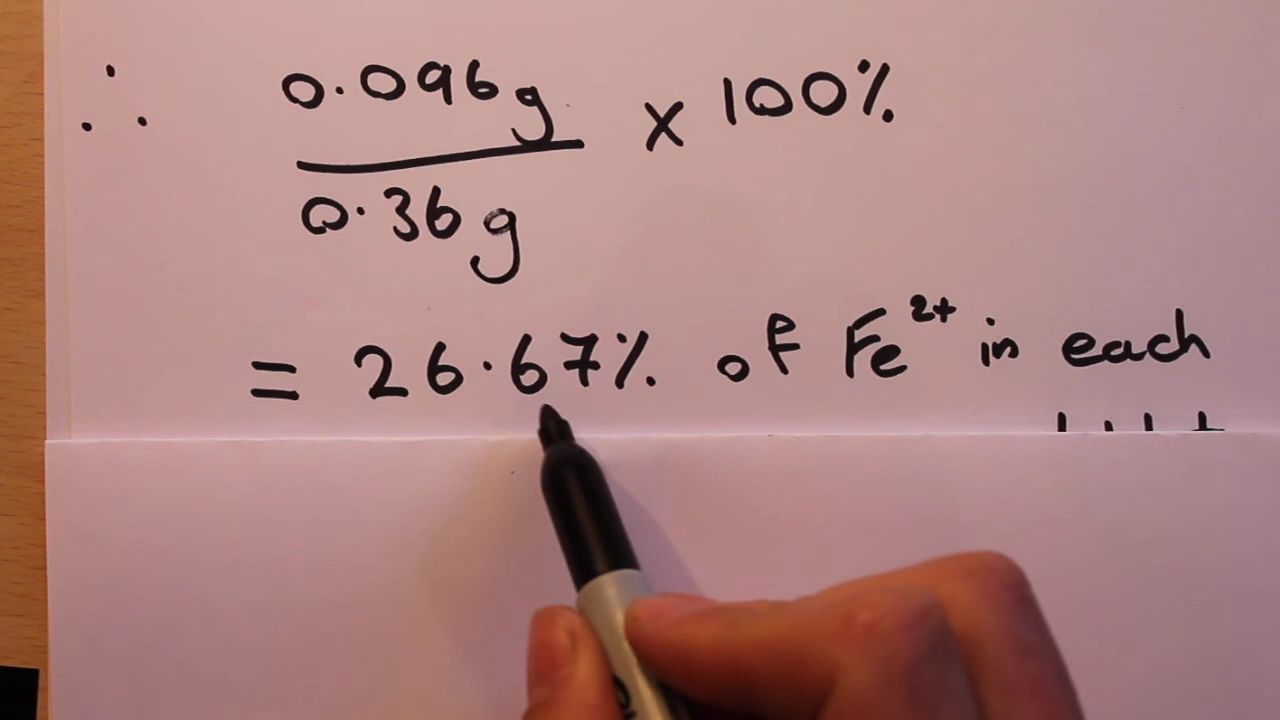 ∴ 0.096g × 100%
0.36g
= 26.67% of Fe²⁺ in each